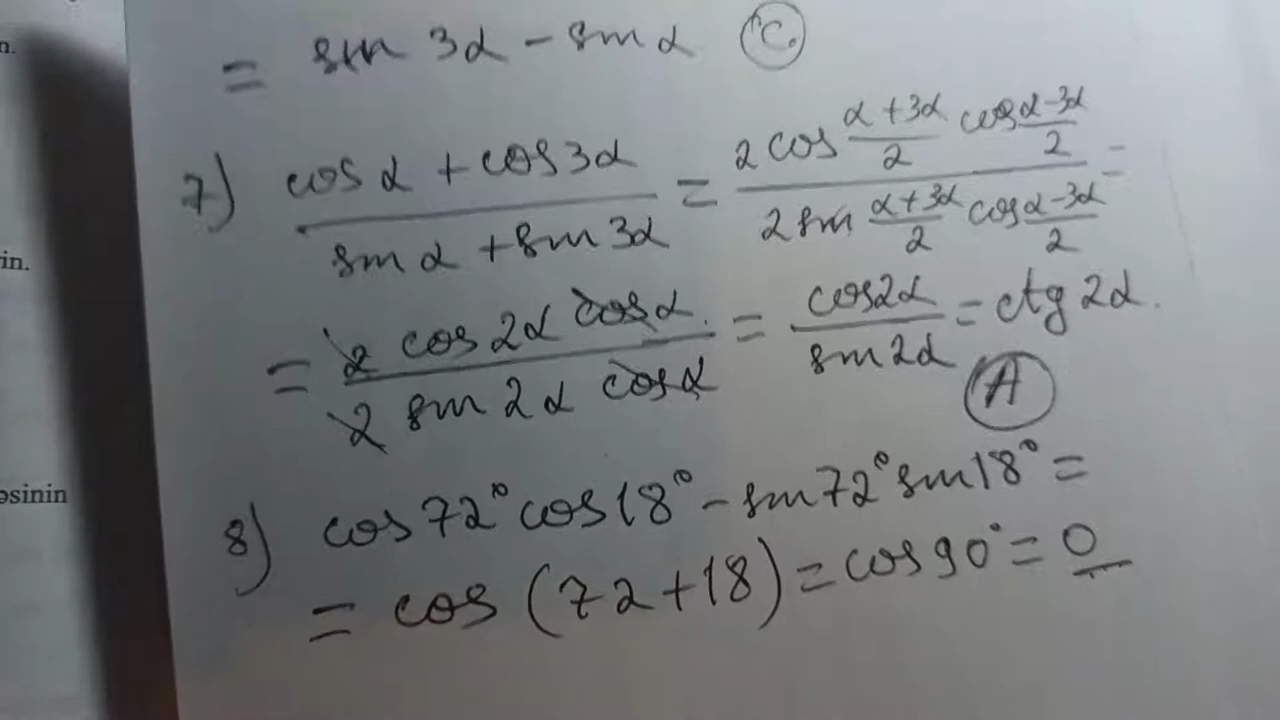 n.
in.
əsinin
= sin 3α - sin α (C.)
7) (cos α + cos 3α)/(sin α + sin 3α) = (2 cos (α + 3α)/2 cos (α - 3α)/2)/(2 sin (α + 3α)/2 cos (α - 3α)/2) =
= (2 cos 2α cos α.)/(2 sin 2α cos α) = cos 2α/sin 2α = ctg 2α.
(A)
8) cos 72° cos 18° - sin 72° sin 18° =
= cos (72 + 18) = cos 90° = 0